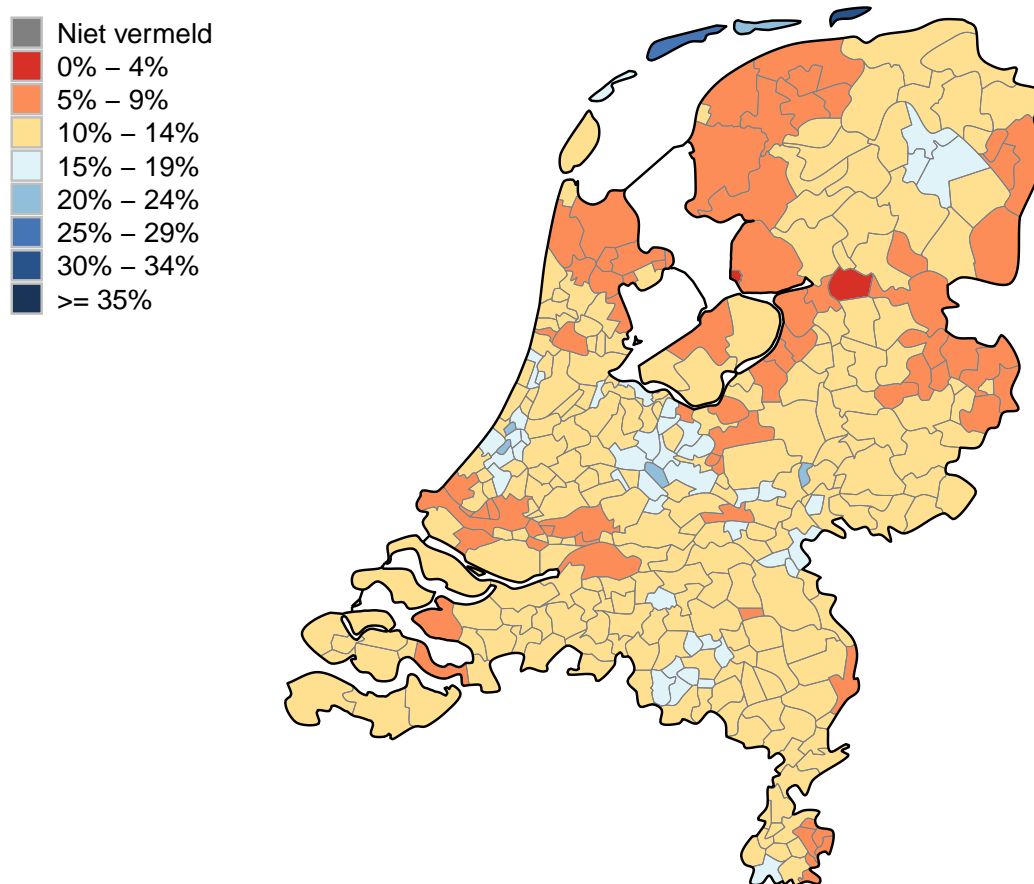 Niet vermeld
0% – 4%
5% – 9%
10% – 14%
15% – 19%
20% – 24%
25% – 29%
30% – 34%
>= 35%